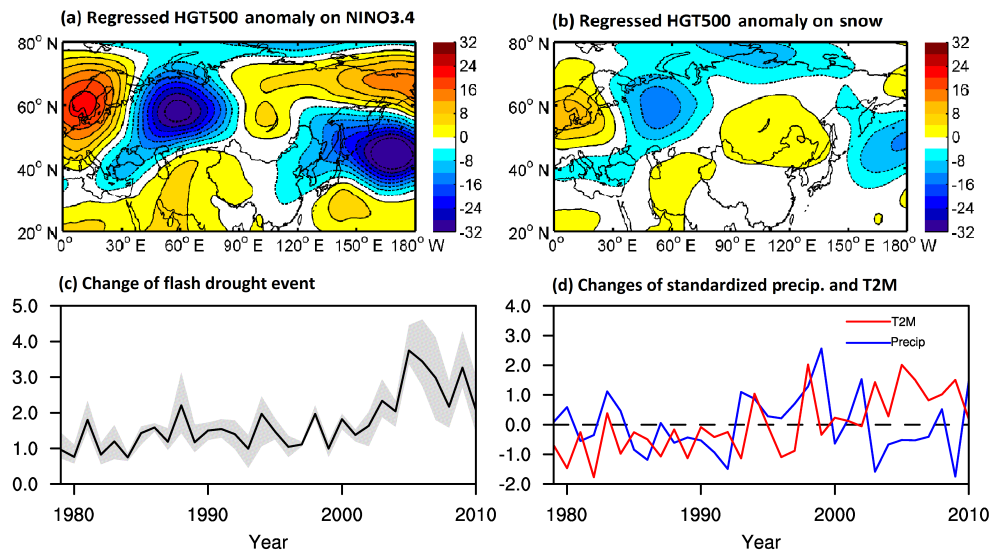 (a) Regressed HGT500 anomaly on NINO3.4
80° N
60° N
40° N
20° N
0°
30° E
60° E
90° E
120° E
150° E
180° W
32
24
16
8
0
-8
-16
-24
-32
(b) Regressed HGT500 anomaly on snow
80° N
60° N
40° N
20° N
0°
30° E
60° E
90° E
120° E
150° E
180° W
32
24
16
8
0
-8
-16
-24
-32
(c) Change of flash drought event
5.0
4.0
3.0
2.0
1.0
0.0
1980
1990
2000
2010
Year
(d) Changes of standardized precip. and T2M
4.0
3.0
2.0
1.0
0.0
-1.0
-2.0
T2M
Precip
1980
1990
2000
2010
Year